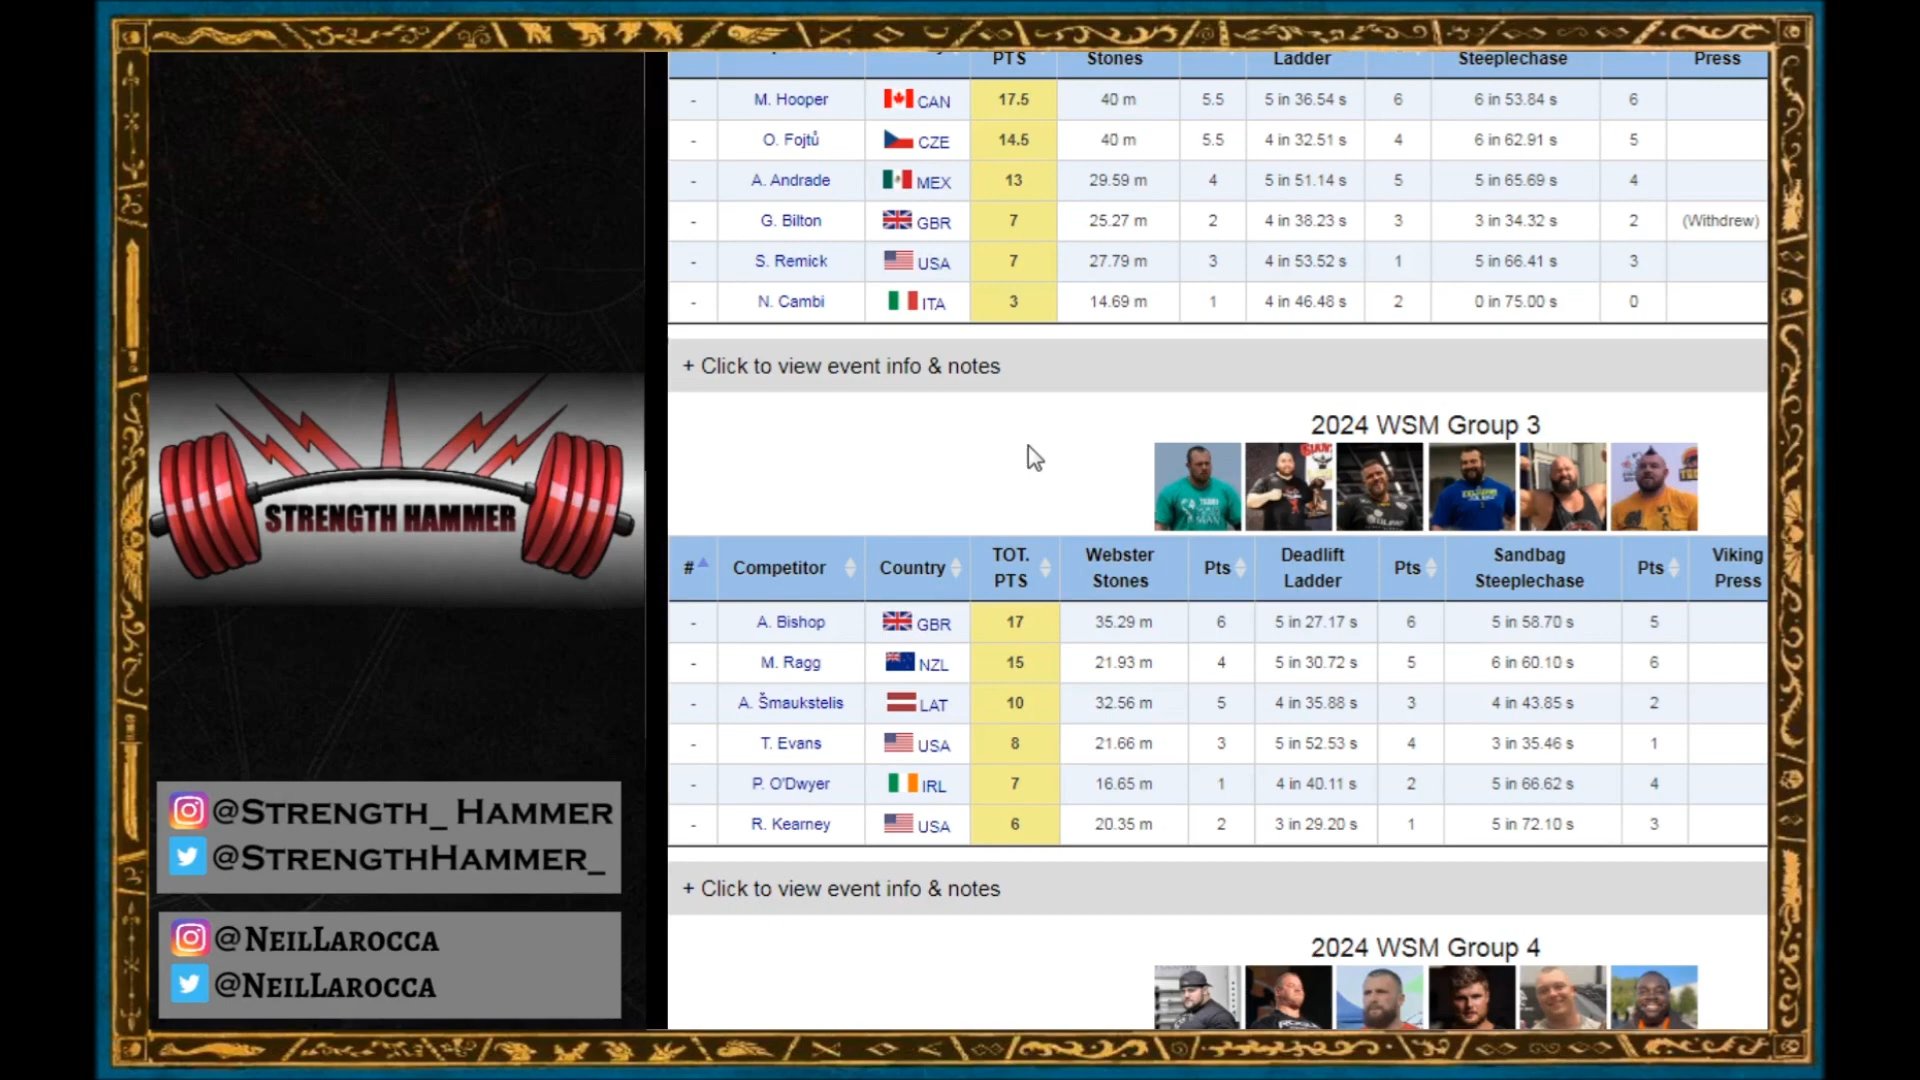 PTS Stones Ladder Steeplechase Press
- M. Hooper CAN 17.5 40 m 5.5 5 in 36.54 s 6 6 in 53.84 s 6
- O. Fojtů CZE 14.5 40 m 5.5 4 in 32.51 s 4 6 in 62.91 s 5
- A. Andrade MEX 13 29.59 m 4 5 in 51.14 s 5 5 in 65.69 s 4
- G. Bilton GBR 7 25.27 m 2 4 in 38.23 s 3 3 in 34.32 s 2 (Withdrew)
- S. Remick USA 7 27.79 m 3 4 in 53.52 s 1 5 in 66.41 s 3
- N. Cambi ITA 3 14.69 m 1 4 in 46.48 s 2 0 in 75.00 s 0
+ Click to view event info & notes
2024 WSM Group 3
# Competitor Country TOT. PTS Webster Stones Pts Deadlift Ladder Pts Sandbag Steeplechase Pts Viking Press
- A. Bishop GBR 17 35.29 m 6 5 in 27.17 s 6 5 in 58.70 s 5
- M. Ragg NZL 15 21.93 m 4 5 in 30.72 s 5 6 in 60.10 s 6
- A. Šmaukstelis LAT 10 32.56 m 5 4 in 35.88 s 3 4 in 43.85 s 2
- T. Evans USA 8 21.66 m 3 5 in 52.53 s 4 3 in 35.46 s 1
- P. O'Dwyer IRL 7 16.65 m 1 4 in 40.11 s 2 5 in 66.62 s 4
- R. Kearney USA 6 20.35 m 2 3 in 29.20 s 1 5 in 72.10 s 3
+ Click to view event info & notes
2024 WSM Group 4
STRENGTH HAMMER
@STRENGTH_HAMMER
@STRENGTHHAMMER_
@NEILLAROCCA
@NEILLAROCCA